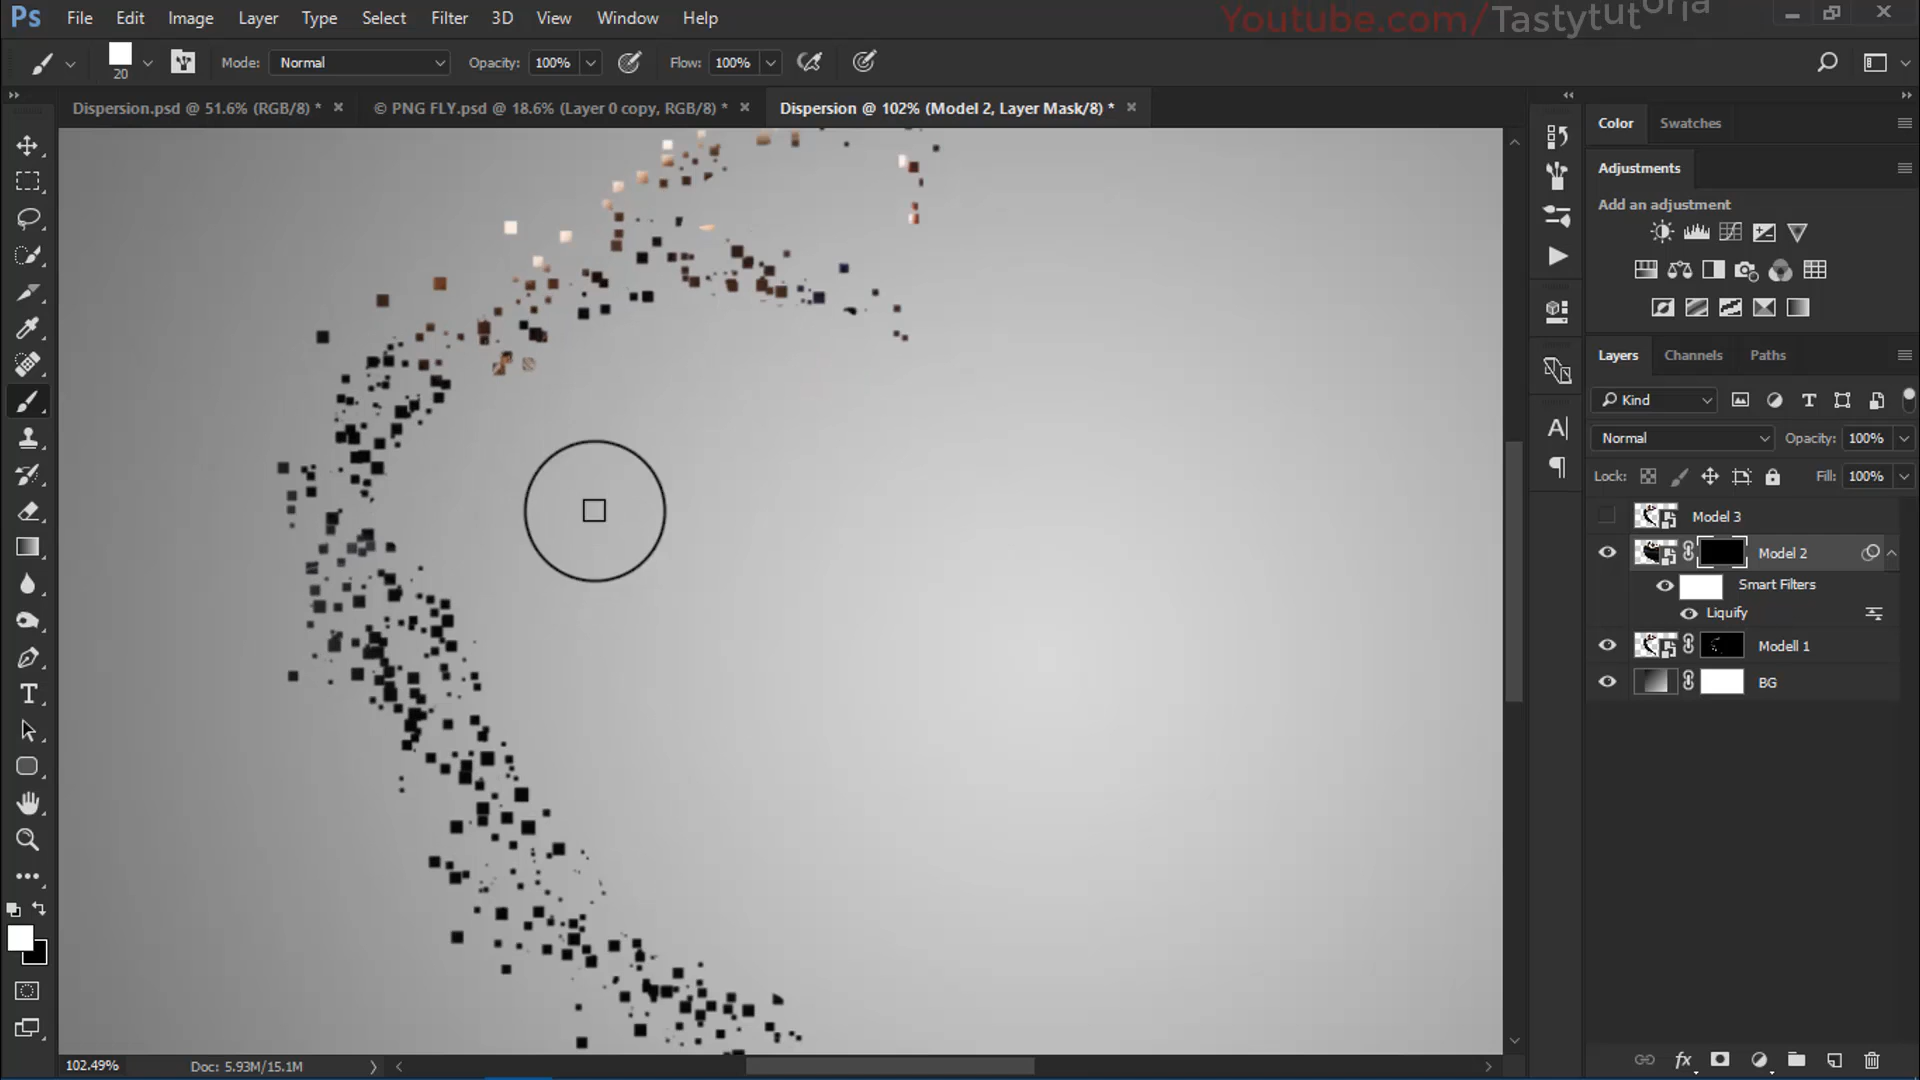 Ps File Edit Image Layer Type Select Filter 3D View Window Help
Youtube.com/Tastytutorja
20 Mode: Normal Opacity: 100% Flow: 100%
Dispersion.psd @ 51.6% (RGB/8) * © PNG FLY.psd @ 18.6% (Layer 0 copy, RGB/8) * Dispersion @ 102% (Model 2, Layer Mask/8) *
Color Swatches
Adjustments
Add an adjustment
Layers Channels Paths
Kind
Normal Opacity: 100%
Lock: Fill: 100%
Model 3
Model 2
Smart Filters
Liquify
Modell 1
BG
102.49% Doc: 5.93M/15.1M